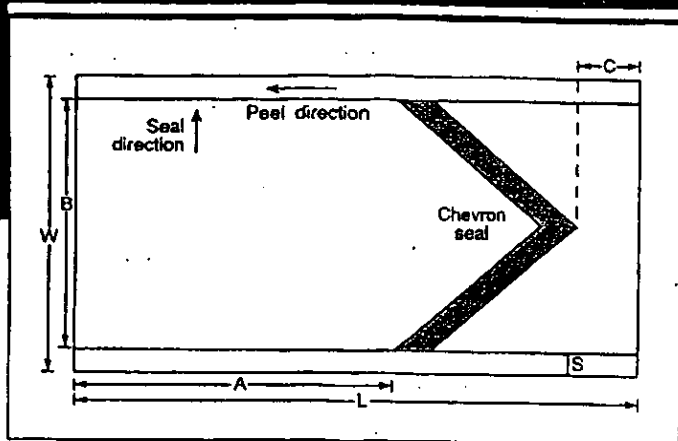 C
Peel direction
Seal
direction
B
W
Chevron
seal
S
A
L